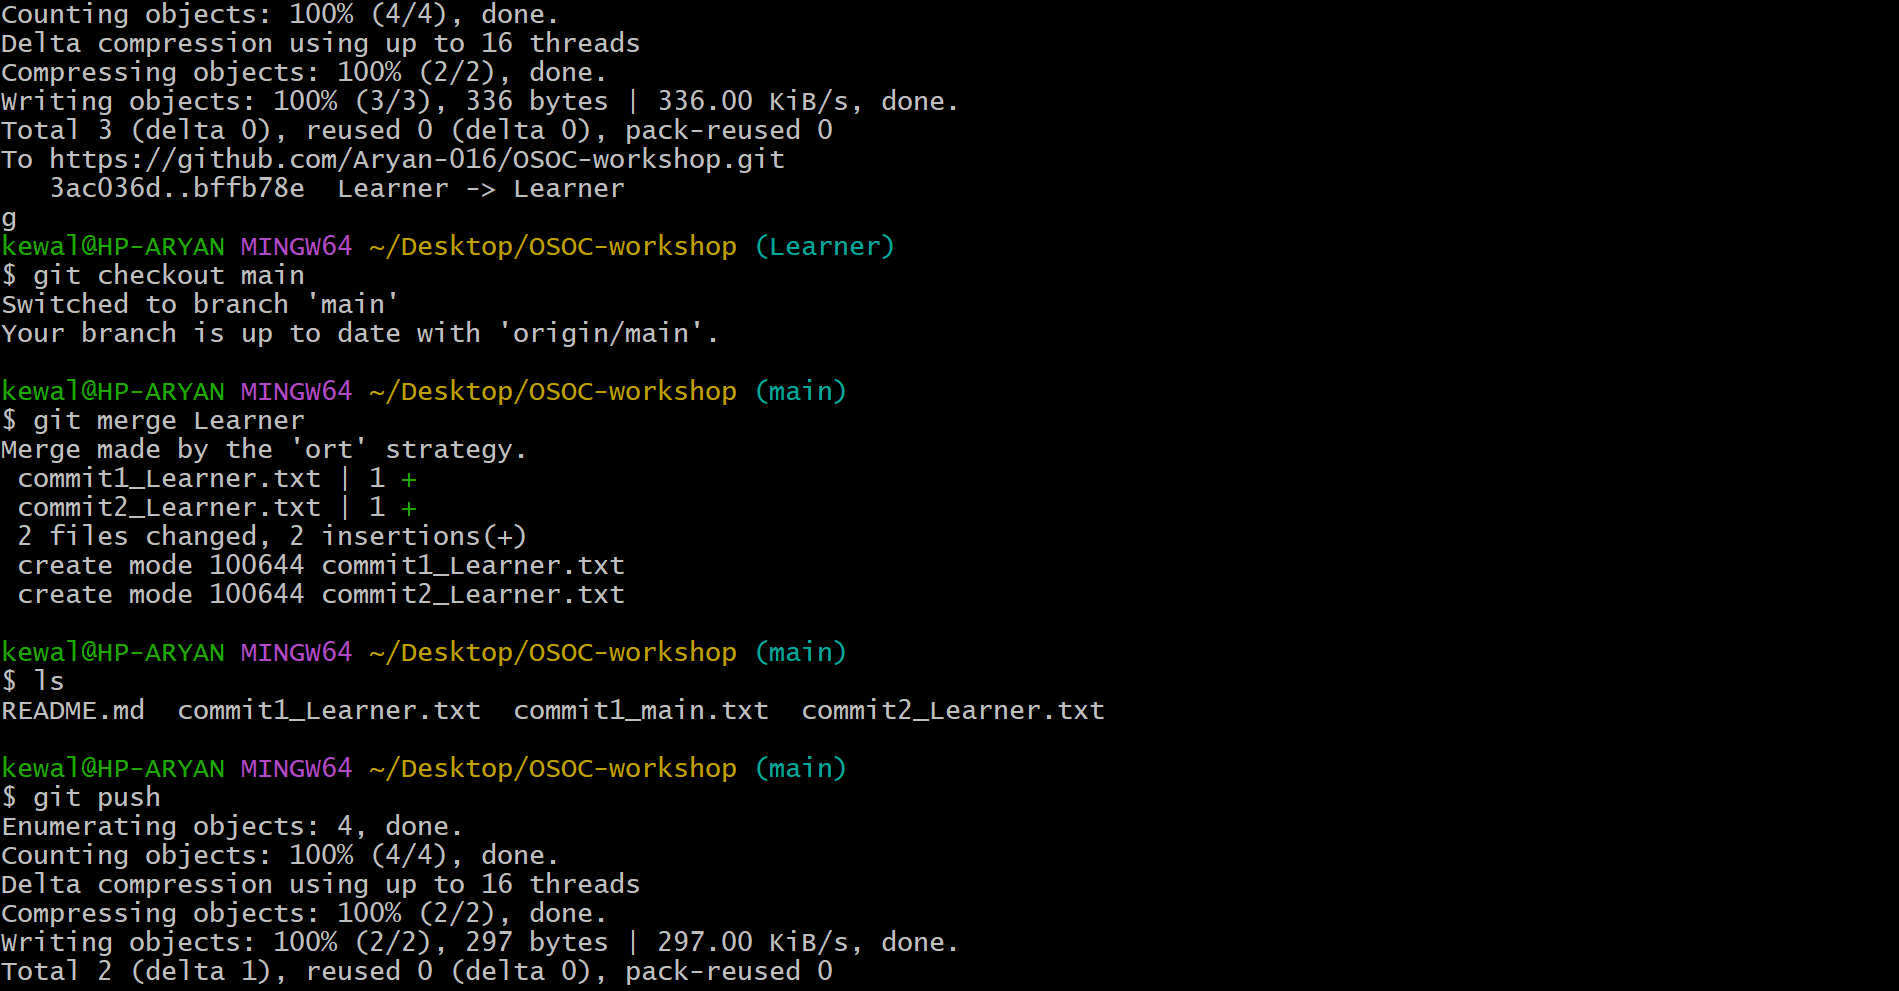 Counting objects: 100% (4/4), done.
Delta compression using up to 16 threads
Compressing objects: 100% (2/2), done.
Writing objects: 100% (3/3), 336 bytes | 336.00 KiB/s, done.
Total 3 (delta 0), reused 0 (delta 0), pack-reused 0
To https://github.com/Aryan-016/OSOC-workshop.git
   3ac036d..bffb78e  Learner -> Learner
g
kewal@HP-ARYAN MINGW64 ~/Desktop/OSOC-workshop (Learner)
$ git checkout main
Switched to branch 'main'
Your branch is up to date with 'origin/main'.

kewal@HP-ARYAN MINGW64 ~/Desktop/OSOC-workshop (main)
$ git merge Learner
Merge made by the 'ort' strategy.
 commit1_Learner.txt | 1 +
 commit2_Learner.txt | 1 +
 2 files changed, 2 insertions(+)
 create mode 100644 commit1_Learner.txt
 create mode 100644 commit2_Learner.txt

kewal@HP-ARYAN MINGW64 ~/Desktop/OSOC-workshop (main)
$ ls
README.md  commit1_Learner.txt  commit1_main.txt  commit2_Learner.txt

kewal@HP-ARYAN MINGW64 ~/Desktop/OSOC-workshop (main)
$ git push
Enumerating objects: 4, done.
Counting objects: 100% (4/4), done.
Delta compression using up to 16 threads
Compressing objects: 100% (2/2), done.
Writing objects: 100% (2/2), 297 bytes | 297.00 KiB/s, done.
Total 2 (delta 1), reused 0 (delta 0), pack-reused 0